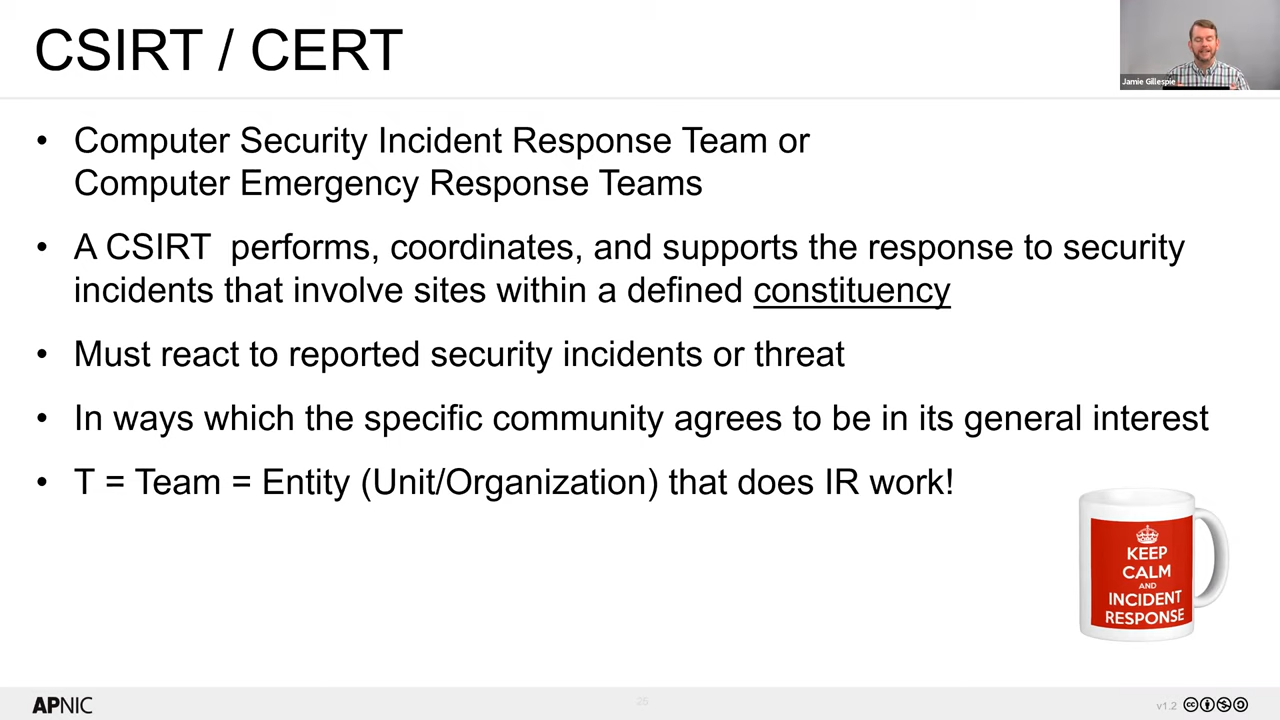 CSIRT / CERT
Jamie Gillespie
• Computer Security Incident Response Team or
Computer Emergency Response Teams
• A CSIRT performs, coordinates, and supports the response to security
incidents that involve sites within a defined constituency
• Must react to reported security incidents or threat
• In ways which the specific community agrees to be in its general interest
• T = Team = Entity (Unit/Organization) that does IR work!
KEEP
CALM
AND
INCIDENT
RESPONSE
APNIC
25
v1.2